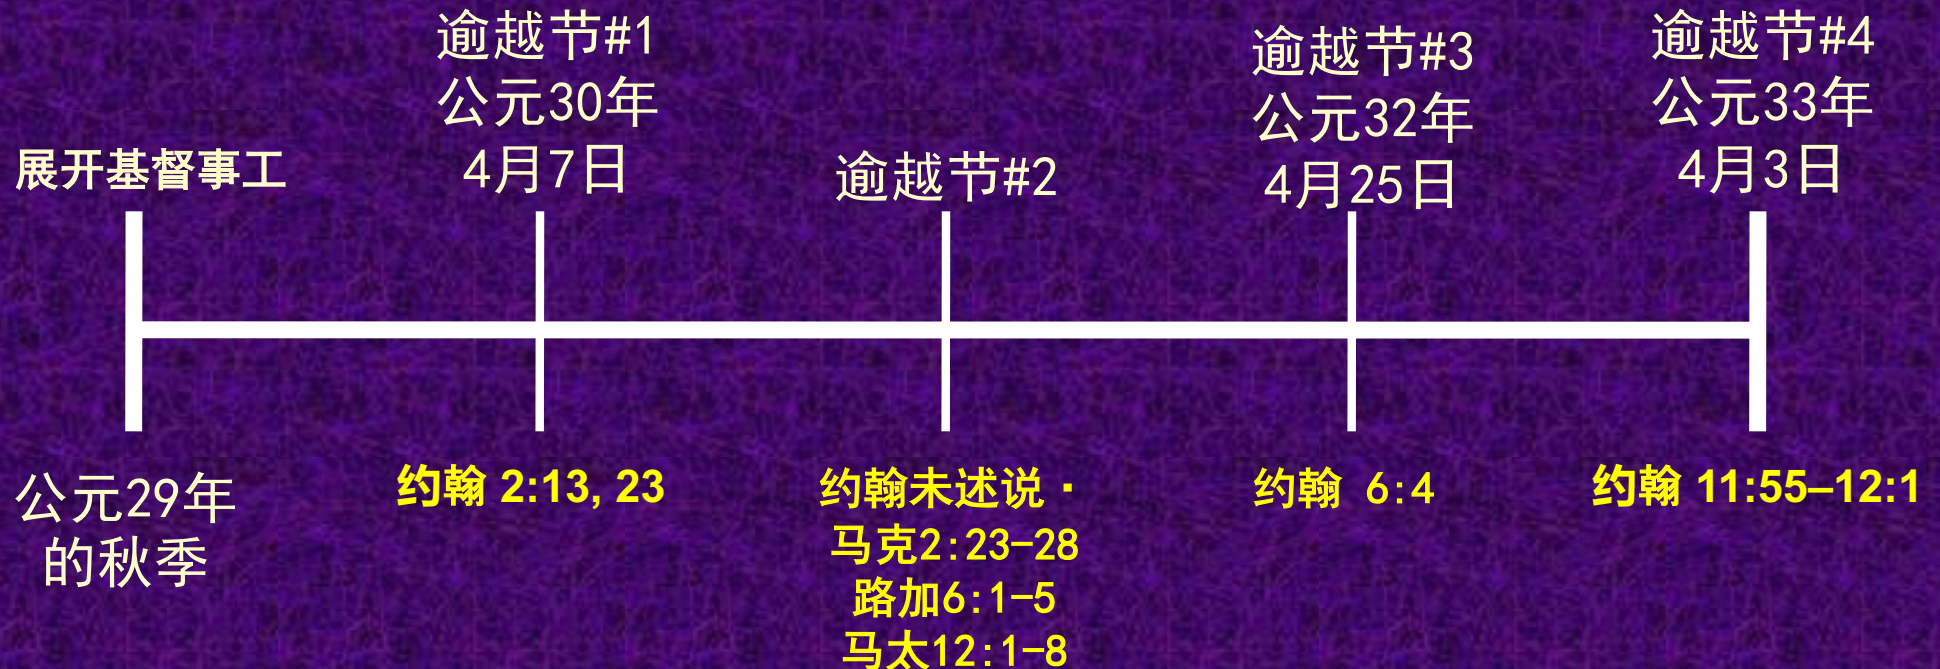 展开基督事工
公元29年
的秋季
逾越节#1
公元30年
4月7日
约翰 2:13, 23
逾越节#2
约翰未述说·
马克2:23-28
路加6:1-5
马太12:1-8
逾越节#3
公元32年
4月25日
约翰 6:4
逾越节#4
公元33年
4月3日
约翰 11:55–12:1